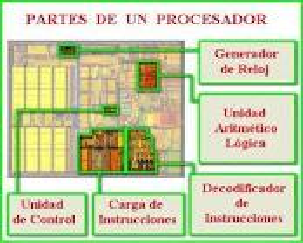 PARTES DE UN PROCESADOR
Generador
de Reloj
Unidad
Aritmético
Lógica
Unidad
de Control
Carga de
Instrucciones
Decodificador
de
Instrucciones